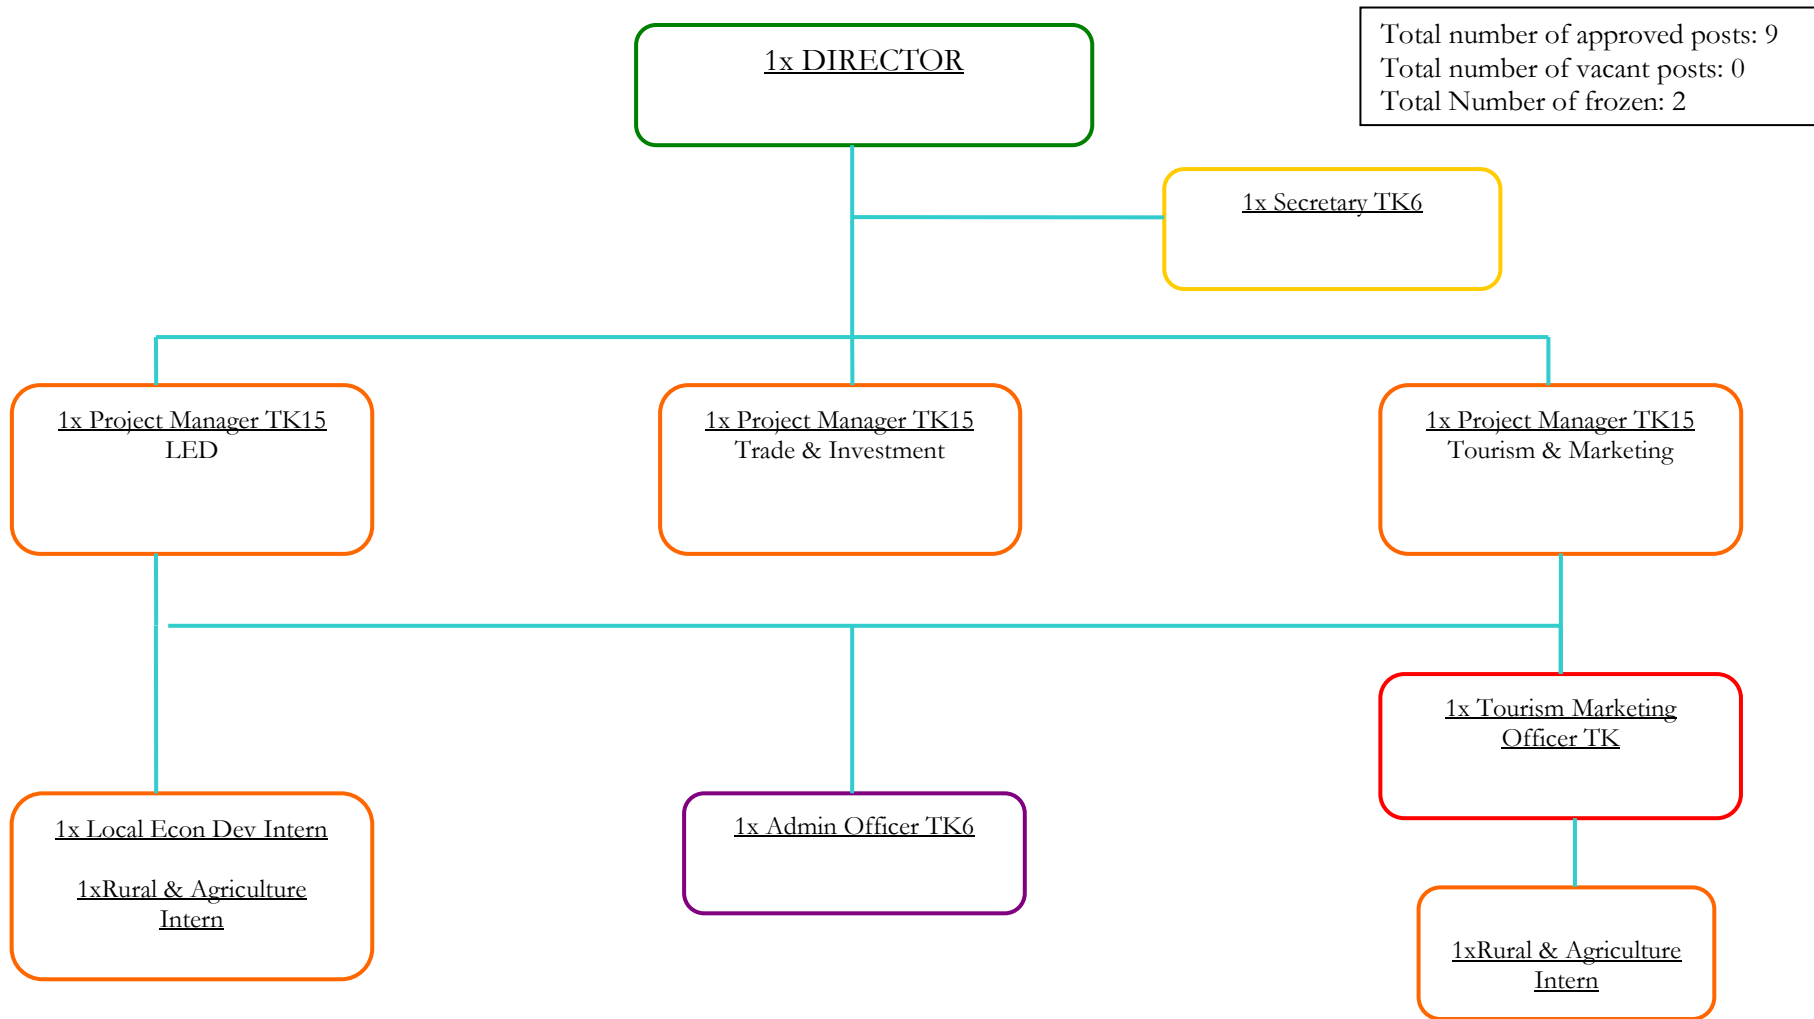 1x DIRECTOR
Total number of approved posts: 9
Total number of vacant posts: 0
Total Number of frozen: 2
1x Secretary TK6
1x Project Manager TK15
LED
1x Project Manager TK15
Trade & Investment
1x Project Manager TK15
Tourism & Marketing
1x Tourism Marketing
Officer TK
1x Local Econ Dev Intern
1xRural & Agriculture
Intern
1x Admin Officer TK6
1xRural & Agriculture
Intern